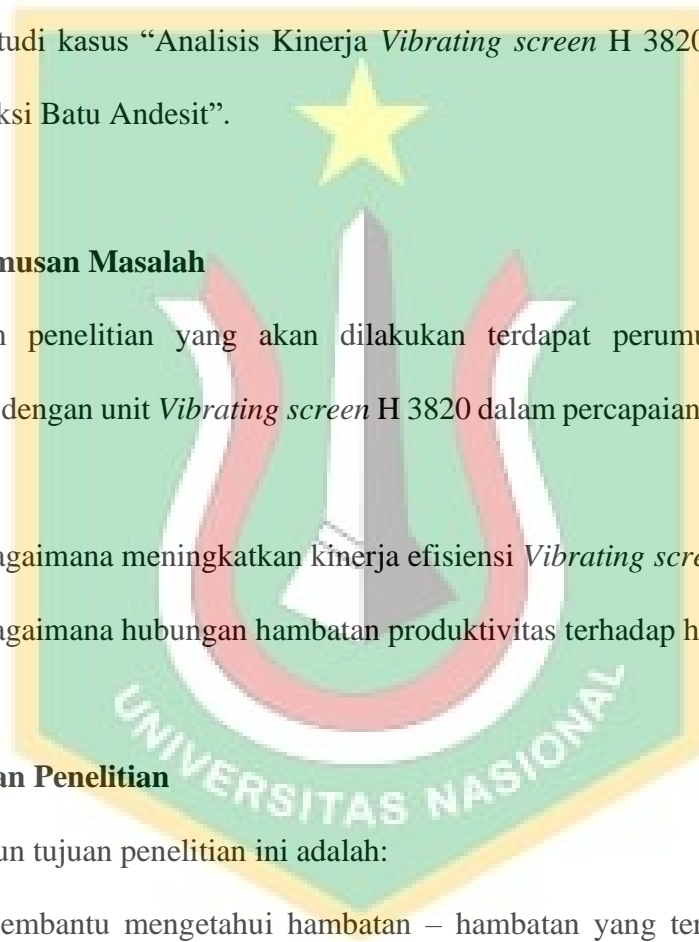 tudi kasus “Analisis Kinerja Vibrating screen H 3820
ksi Batu Andesit”.
musan Masalah
n penelitian yang akan dilakukan terdapat perumu
dengan unit Vibrating screen H 3820 dalam percapaian
agaimana meningkatkan kinerja efisiensi Vibrating scre
agaimana hubungan hambatan produktivitas terhadap h
an Penelitian
un tujuan penelitian ini adalah:
embantu mengetahui hambatan – hambatan yang ter
UNIVERSITAS NASIONAL